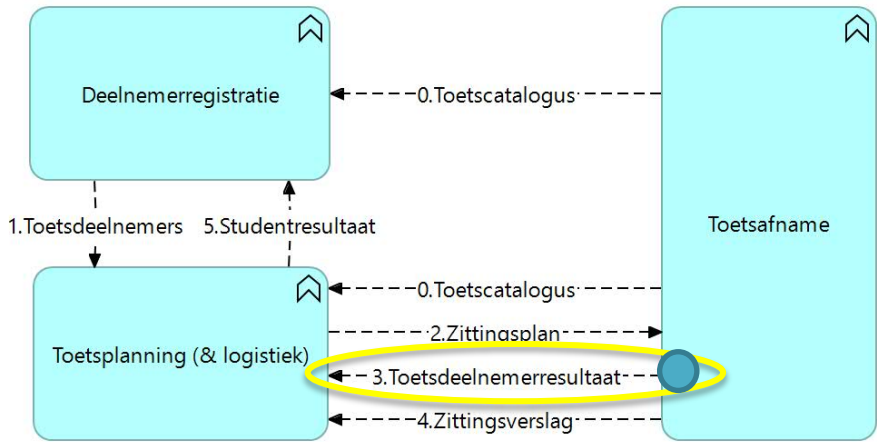 Deelnemerregistratie
0.Toetscatalogus
1.Toetsdeelnemers
5.Studentresultaat
Toetsafname
0.Toetscatalogus
2.Zittingsplan
Toetsplanning (& logistiek)
3.Toetsdeelnemerresultaat
4.Zittingsverslag